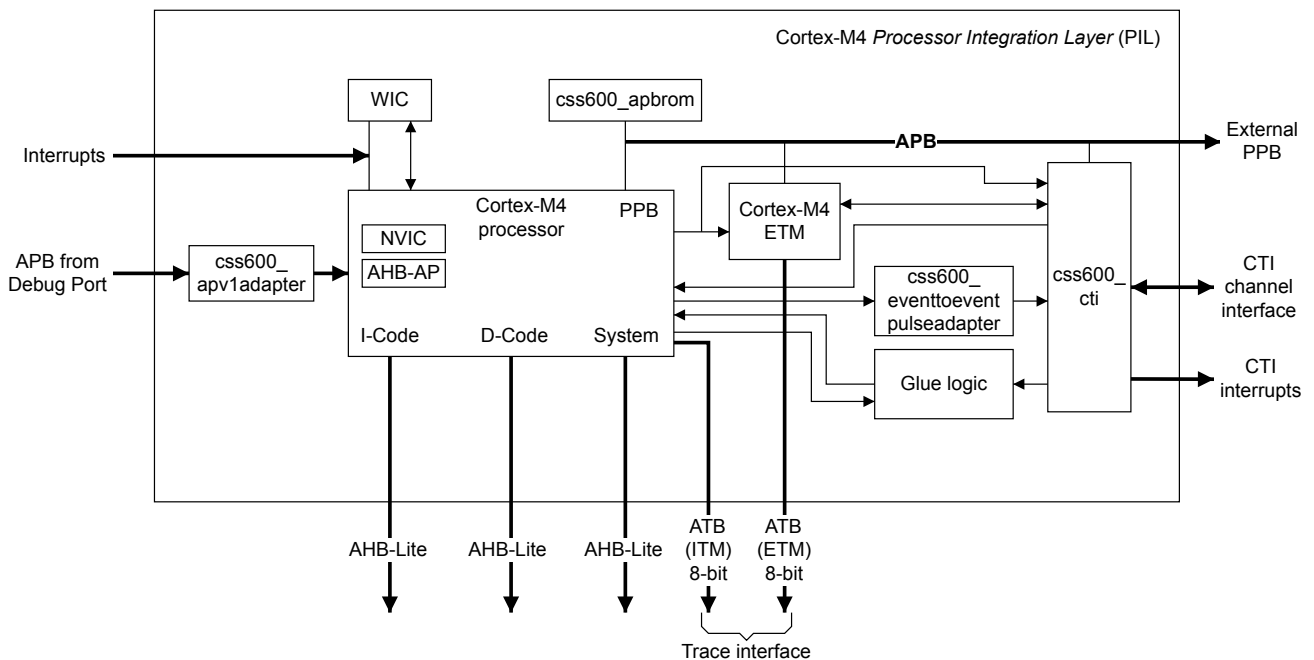 Cortex-M4 Processor Integration Layer (PIL)
WIC
css600_apbrom
APB
External
PPB
Interrupts
Cortex-M4
processor
PPB
NVIC
AHB-AP
I-Code
D-Code
System
Cortex-M4
ETM
APB from
Debug Port
css600_
apv1adapter
css600_
eventtoevent
pulseadapter
css600_
cti
CTI
channel
interface
Glue logic
CTI
interrupts
AHB-Lite
AHB-Lite
AHB-Lite
ATB
(ITM)
8-bit
ATB
(ETM)
8-bit
Trace interface